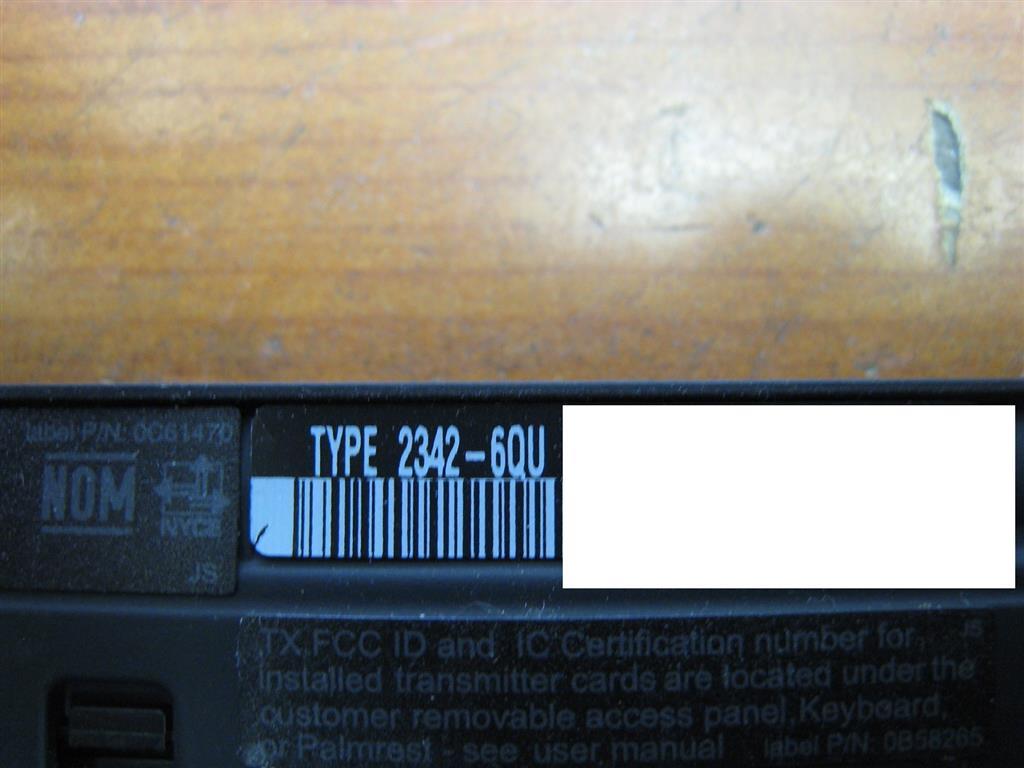 label P/N: 0C61470
NOM
NYCE
JS
TYPE 2342-6QU
TX FCC ID and IC Certification number for
JS
installed transmitter cards are located under the
customer removable access panel, Keyboard,
or Palmrest - see user manual
label P/N: 0B58265